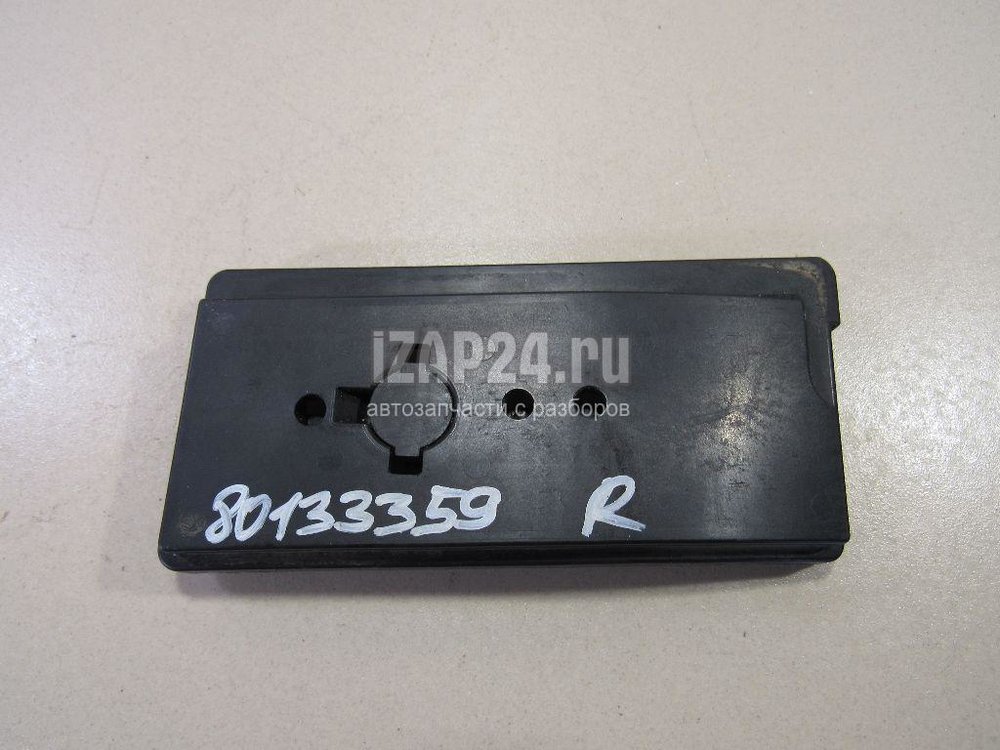 iZAP24.ru
автозапчасти с разборов
80133359 R